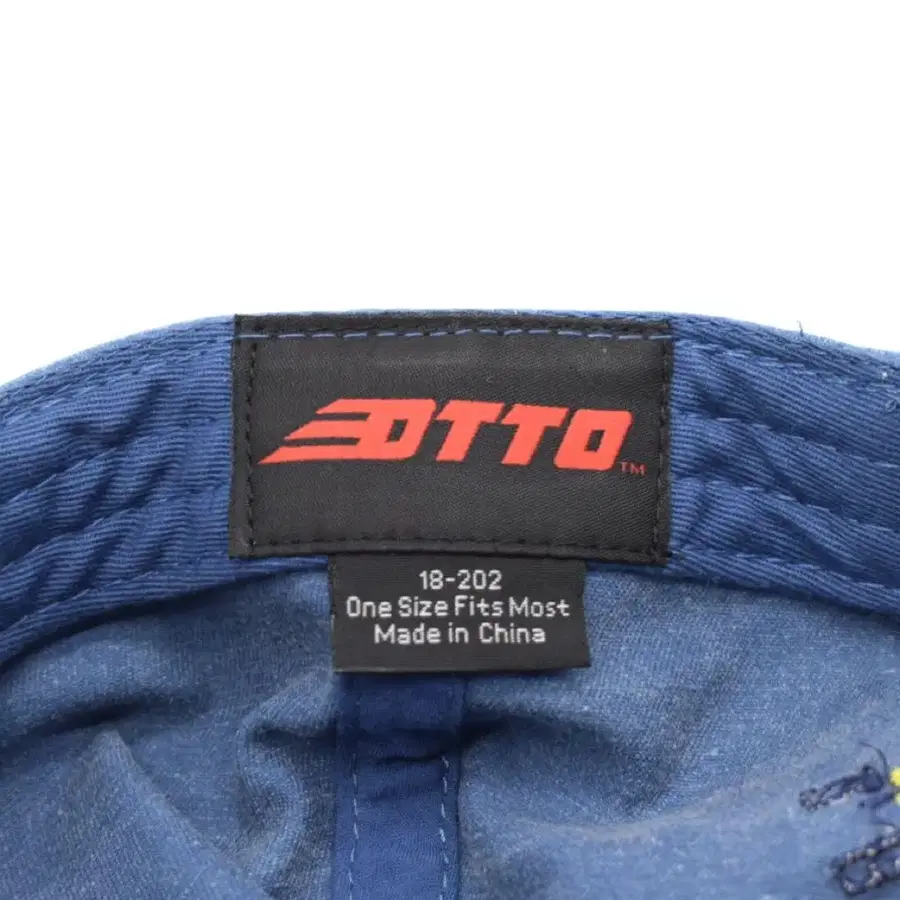 OTTO™
18-202
One Size Fits Most
Made in China